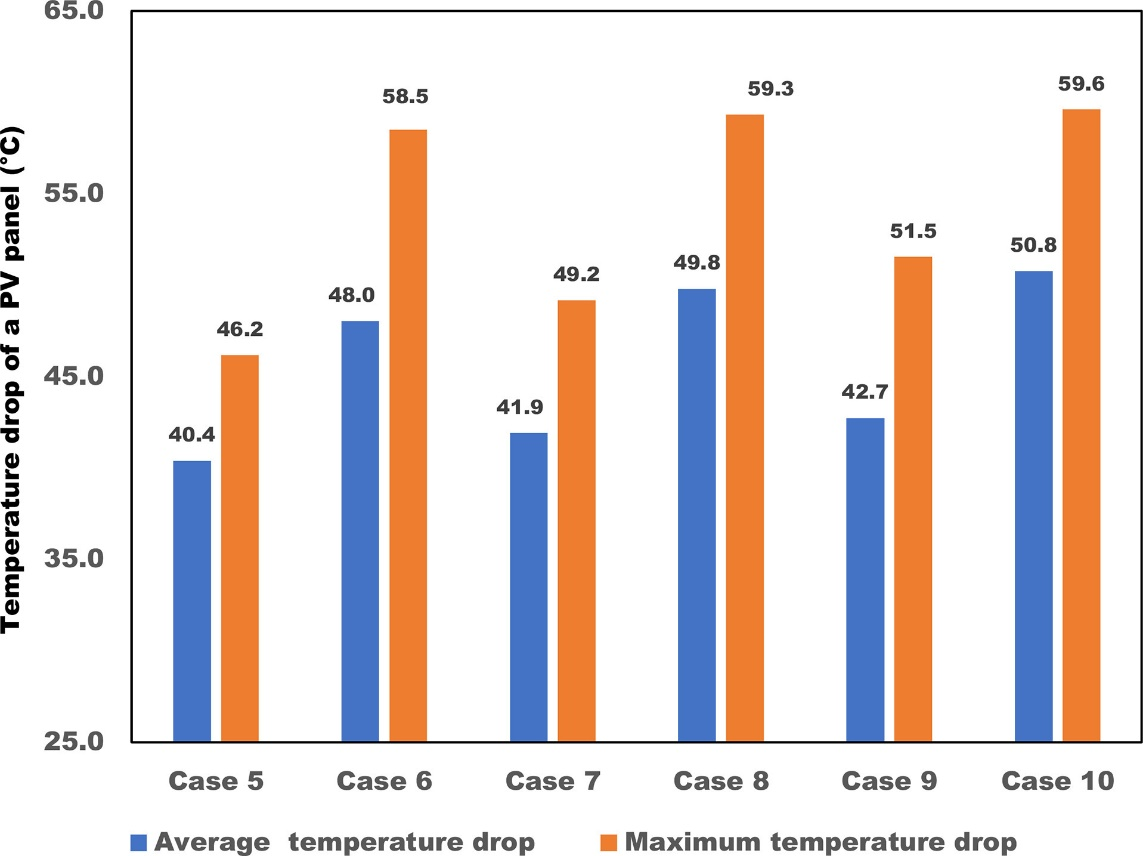 Temperature drop of a PV panel (°C)
65.0
55.0
45.0
35.0
25.0
40.4
46.2
48.0
58.5
41.9
49.2
49.8
59.3
42.7
51.5
50.8
59.6
Case 5
Case 6
Case 7
Case 8
Case 9
Case 10
Average  temperature drop
Maximum temperature drop